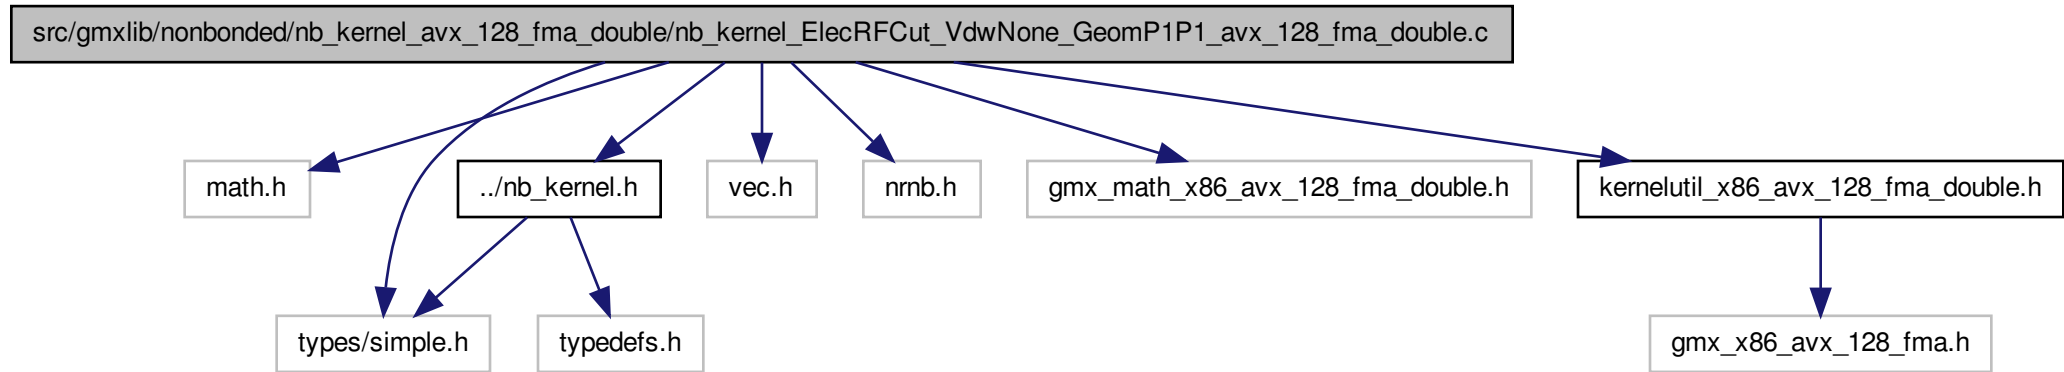 src/gmxlib/nonbonded/nb_kernel_avx_128_fma_double/nb_kernel_ElecRFCut_VdwNone_GeomP1P1_avx_128_fma_double.c
math.h
../nb_kernel.h
vec.h
nrnb.h
gmx_math_x86_avx_128_fma_double.h
kernelutil_x86_avx_128_fma_double.h
types/simple.h
typedefs.h
gmx_x86_avx_128_fma.h